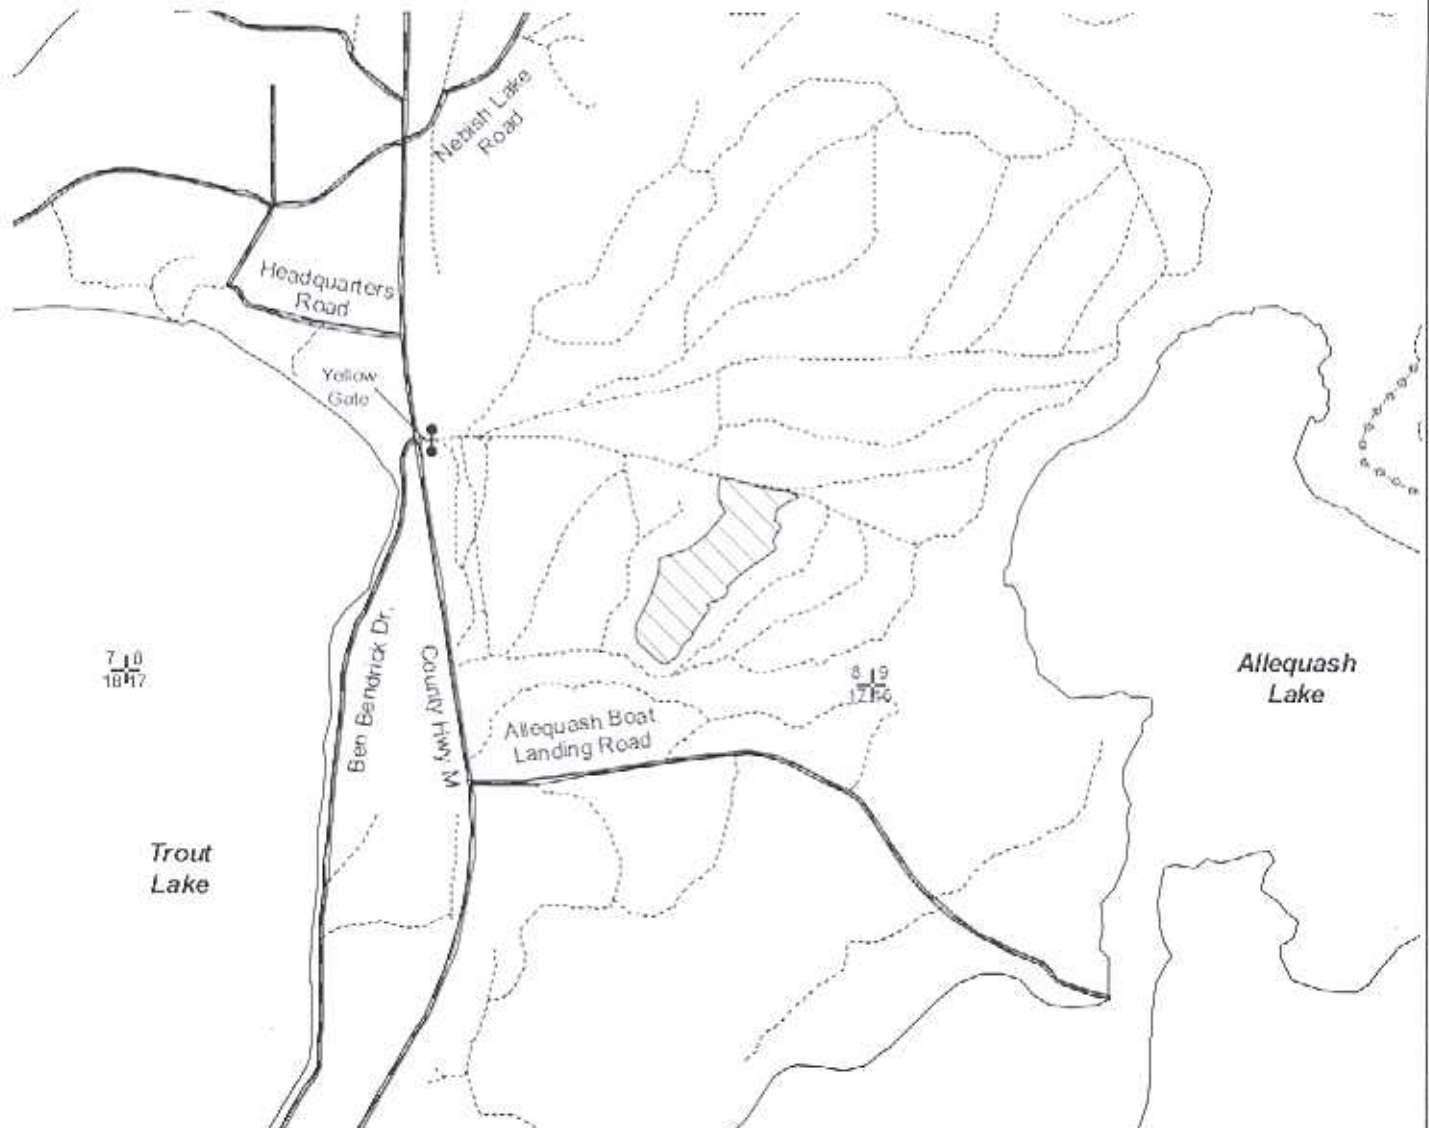 Nebish Lake
Road
Headquarters
Road
Yellow
Gate
Ben Bendrick Dr.
County Hwy M
Allequash Boat
Landing Road
7 8
18 17
8 9
17 16
Allequash
Lake
Trout
Lake